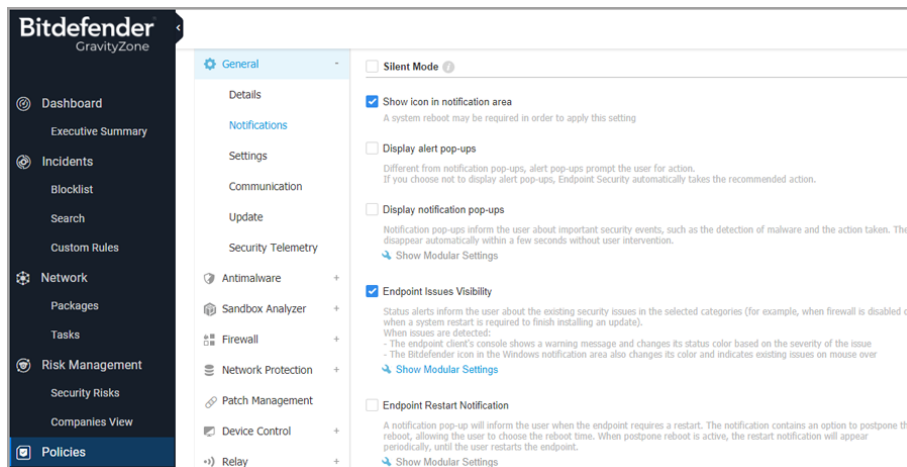 Bitdefender
GravityZone
Dashboard
Executive Summary
Incidents
Blocklist
Search
Custom Rules
Network
Packages
Tasks
Risk Management
Security Risks
Companies View
Policies
General -
Details
Notifications
Settings
Communication
Update
Security Telemetry
Antimalware +
Sandbox Analyzer +
Firewall +
Network Protection +
Patch Management
Device Control +
Relay +
Silent Mode
Show icon in notification area
A system reboot may be required in order to apply this setting
Display alert pop-ups
Different from notification pop-ups, alert pop-ups prompt the user for action.
If you choose not to display alert pop-ups, Endpoint Security automatically takes the recommended action.
Display notification pop-ups
Notification pop-ups inform the user about important security events, such as the detection of malware and the action taken. The
disappear automatically within a few seconds without user intervention.
Show Modular Settings
Endpoint Issues Visibility
Status alerts inform the user about the existing security issues in the selected categories (for example, when firewall is disabled
when a system restart is required to finish installing an update).
When issues are detected:
- The endpoint client's console shows a warning message and changes its status color based on the severity of the issue
- The Bitdefender icon in the Windows notification area also changes its color and indicates existing issues on mouse over
Show Modular Settings
Endpoint Restart Notification
A notification pop-up will inform the user when the endpoint requires a restart. The notification contains an option to postpone th
reboot, allowing the user to choose the reboot time. When postpone reboot is active, the restart notification will appear
periodically, until the user restarts the endpoint.
Show Modular Settings